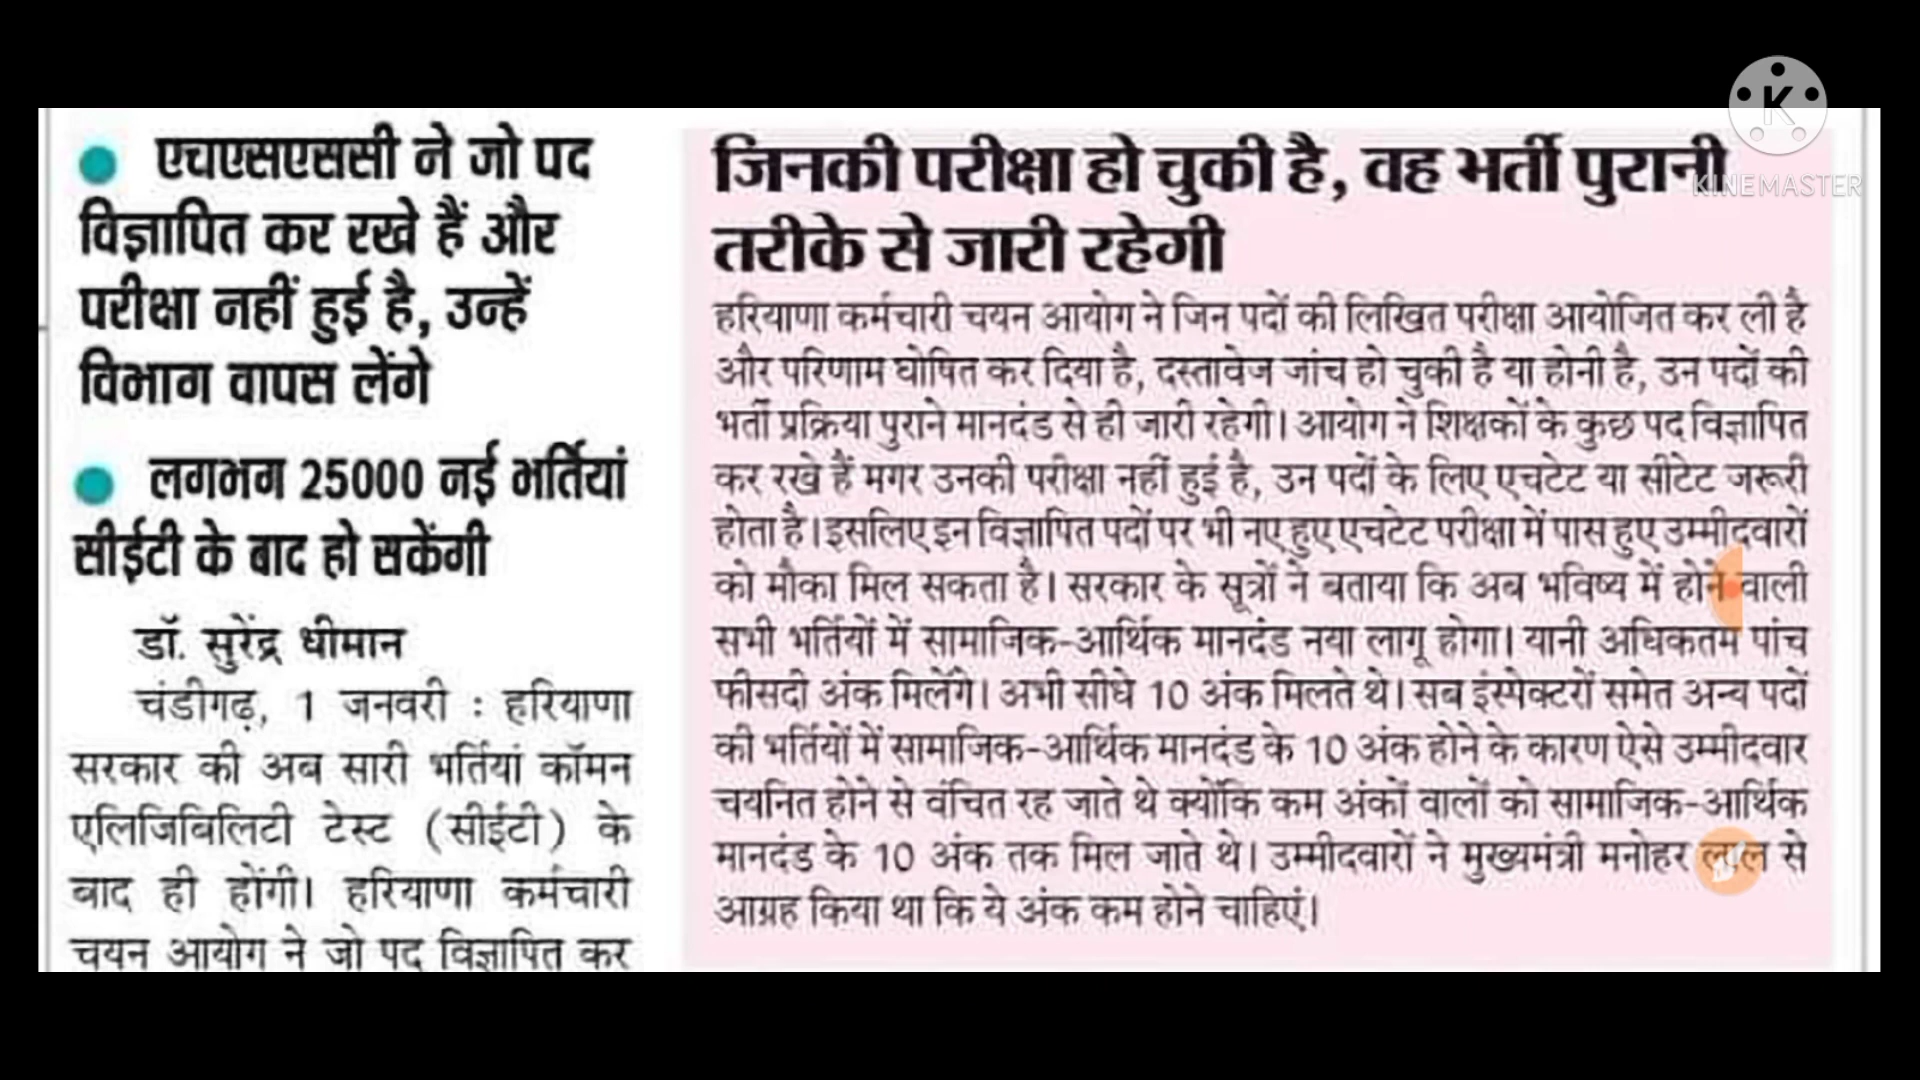 एचएसएससी ने जो पद
विज्ञापित कर रखे हैं और
परीक्षा नहीं हुई है, उन्हें
विभाग वापस लेंगे
लगभग 25000 नई भर्तियां
सीईटी के बाद हो सकेंगी
डॉ. सुरेंद्र धीमान
चंडीगढ़, 1 जनवरी : हरियाणा
सरकार की अब सारी भर्तियां कॉमन
एलिजिबिलिटी टेस्ट (सीईटी) के
बाद ही होंगी। हरियाणा कर्मचारी
चयन आयोग ने जो पद विज्ञापित कर
जिनकी परीक्षा हो चुकी है, वह भर्ती पुरानी
तरीके से जारी रहेगी
हरियाणा कर्मचारी चयन आयोग ने जिन पदों की लिखित परीक्षा आयोजित कर ली है
और परिणाम घोषित कर दिया है, दस्तावेज जांच हो चुकी है या होनी है, उन पदों की
भर्ती प्रक्रिया पुराने मानदंड से ही जारी रहेगी। आयोग ने शिक्षकों के कुछ पद विज्ञापित
कर रखे हैं मगर उनकी परीक्षा नहीं हुई है, उन पदों के लिए एचटेट या सीटेट जरूरी
होता है। इसलिए इन विज्ञापित पदों पर भी नए हुए एचटेट परीक्षा में पास हुए उम्मीदवारों
को मौका मिल सकता है। सरकार के सूत्रों ने बताया कि अब भविष्य में होने वाली
सभी भर्तियों में सामाजिक-आर्थिक मानदंड नया लागू होगा। यानी अधिकतम पांच
फीसदी अंक मिलेंगे। अभी सीधे 10 अंक मिलते थे। सब इंस्पेक्टरों समेत अन्य पदों
की भर्तियों में सामाजिक-आर्थिक मानदंड के 10 अंक होने के कारण ऐसे उम्मीदवार
चयनित होने से वंचित रह जाते थे क्योंकि कम अंकों वालों को सामाजिक-आर्थिक
मानदंड के 10 अंक तक मिल जाते थे। उम्मीदवारों ने मुख्यमंत्री मनोहर लाल से
आग्रह किया था कि ये अंक कम होने चाहिएं।
K
KINEMASTER